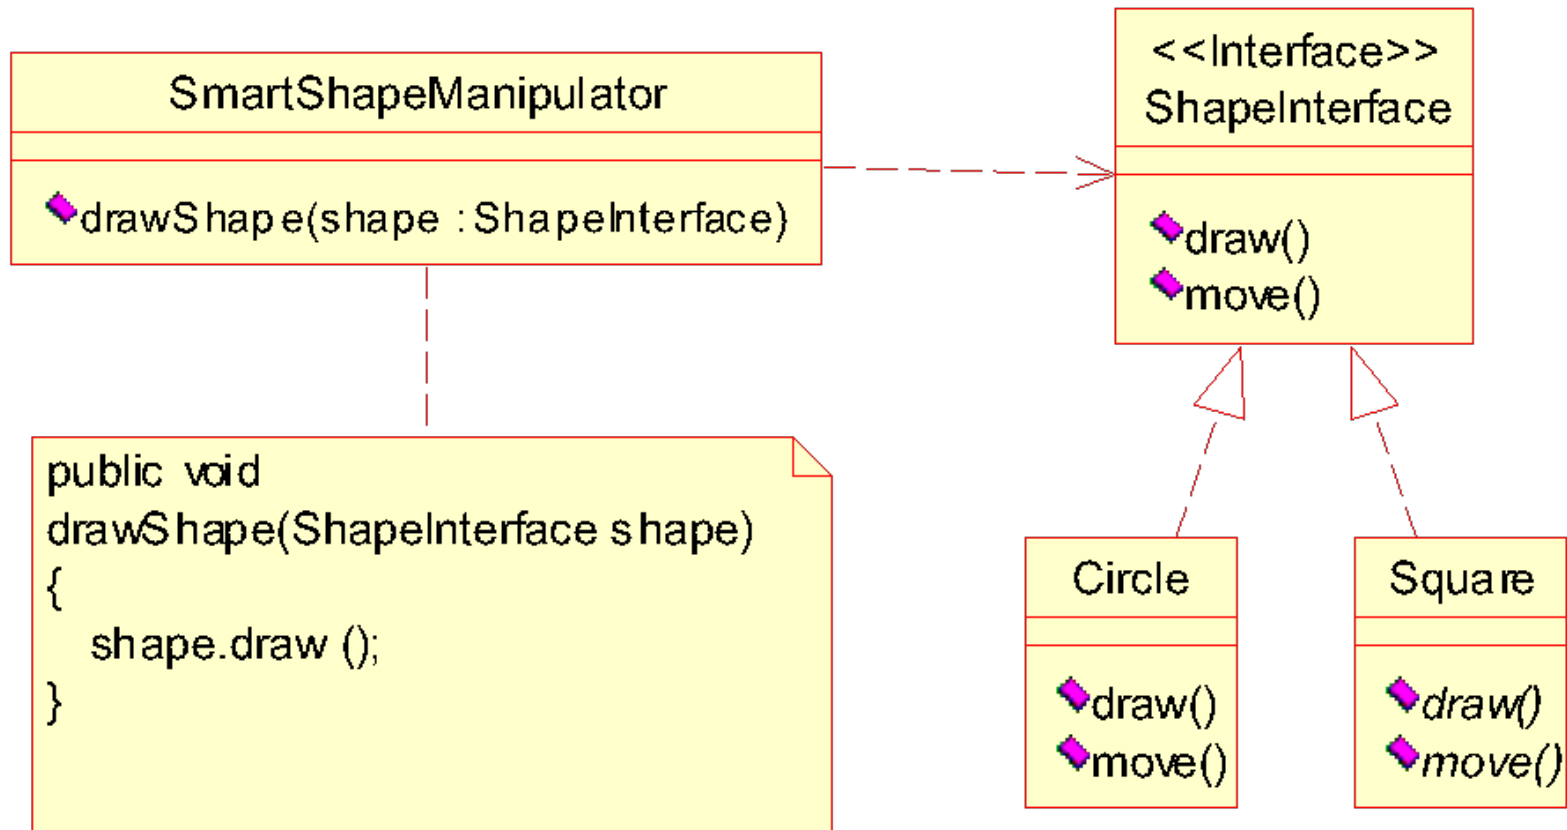 SmartShapeManipulator
drawShape(shape : ShapeInterface)
<<Interface>>
ShapeInterface
draw()
move()
public void
drawShape(ShapeInterface shape)
{
shape.draw ();
}
Circle
draw()
move()
Square
draw()
move()